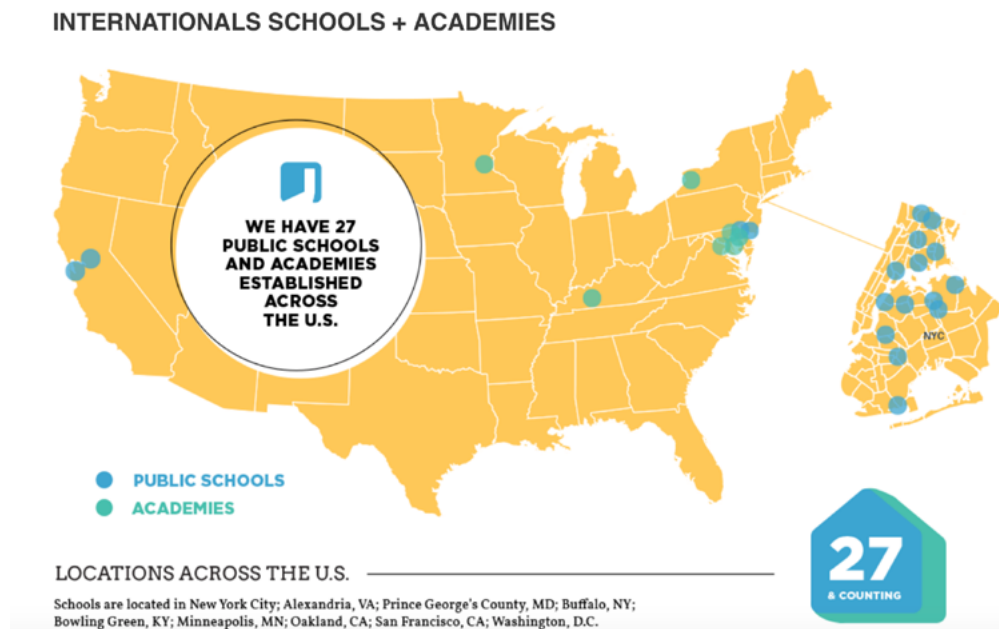 INTERNATIONALS SCHOOLS + ACADEMIES
WE HAVE 27
PUBLIC SCHOOLS
AND ACADEMIES
ESTABLISHED
ACROSS
THE U.S.
NYC
PUBLIC SCHOOLS
ACADEMIES
27
& COUNTING
LOCATIONS ACROSS THE U.S.
Schools are located in New York City; Alexandria, VA; Prince George's County, MD; Buffalo, NY;
Bowling Green, KY; Minneapolis, MN; Oakland, CA; San Francisco, CA; Washington, D.C.